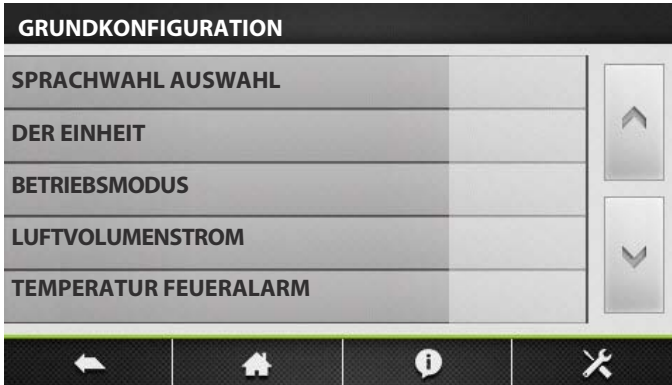 GRUNDKONFIGURATION
SPRACHWAHL AUSWAHL
DER EINHEIT
BETRIEBSMODUS
LUFTVOLUMENSTROM
TEMPERATUR FEUERALARM